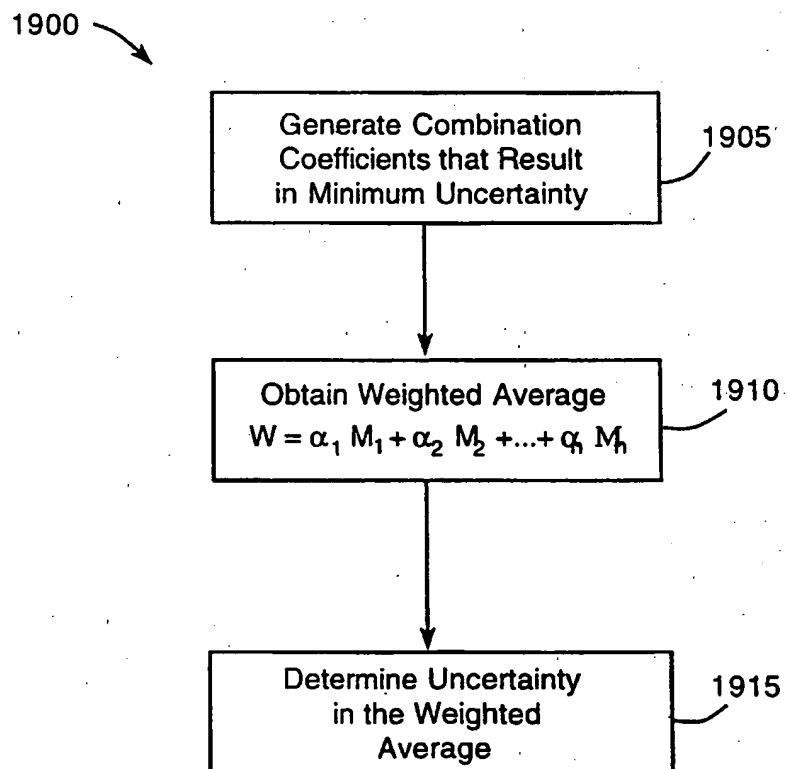 1900
Generate Combination
Coefficients that Result
in Minimum Uncertainty
1905
Obtain Weighted Average
W = α₁ M₁ + α₂ M₂ +...+ αₙ Mₙ
1910
Determine Uncertainty
in the Weighted
Average
1915